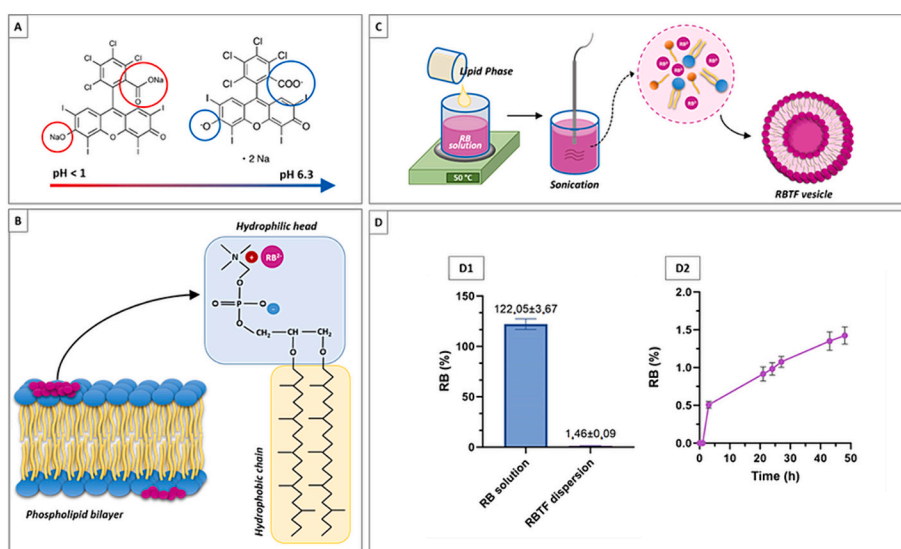 A
Cl
Cl
Cl
Cl
ONa
O
I
I
NaO
O
O
I
I
pH < 1
Cl
Cl
Cl
Cl
COO⁻
I
I
⁻O
O
O
I
I
· 2 Na
pH 6.3
B
Hydrophilic head
N
+
RB²⁻
O
O
P
O
-
O
CH₂
CH
CH₂
O
O
Hydrophobic chain
Phospholipid bilayer
C
Lipid Phase
RB
solution
50 °C
Sonication
RBTF vesicle
D
D1
RB (%)
150
100
50
0
122,05±3,67
1,46±0,09
RB solution
RBTF dispersion
D2
RB (%)
2.0
1.5
1.0
0.5
0.0
0
10
20
30
40
50
Time (h)